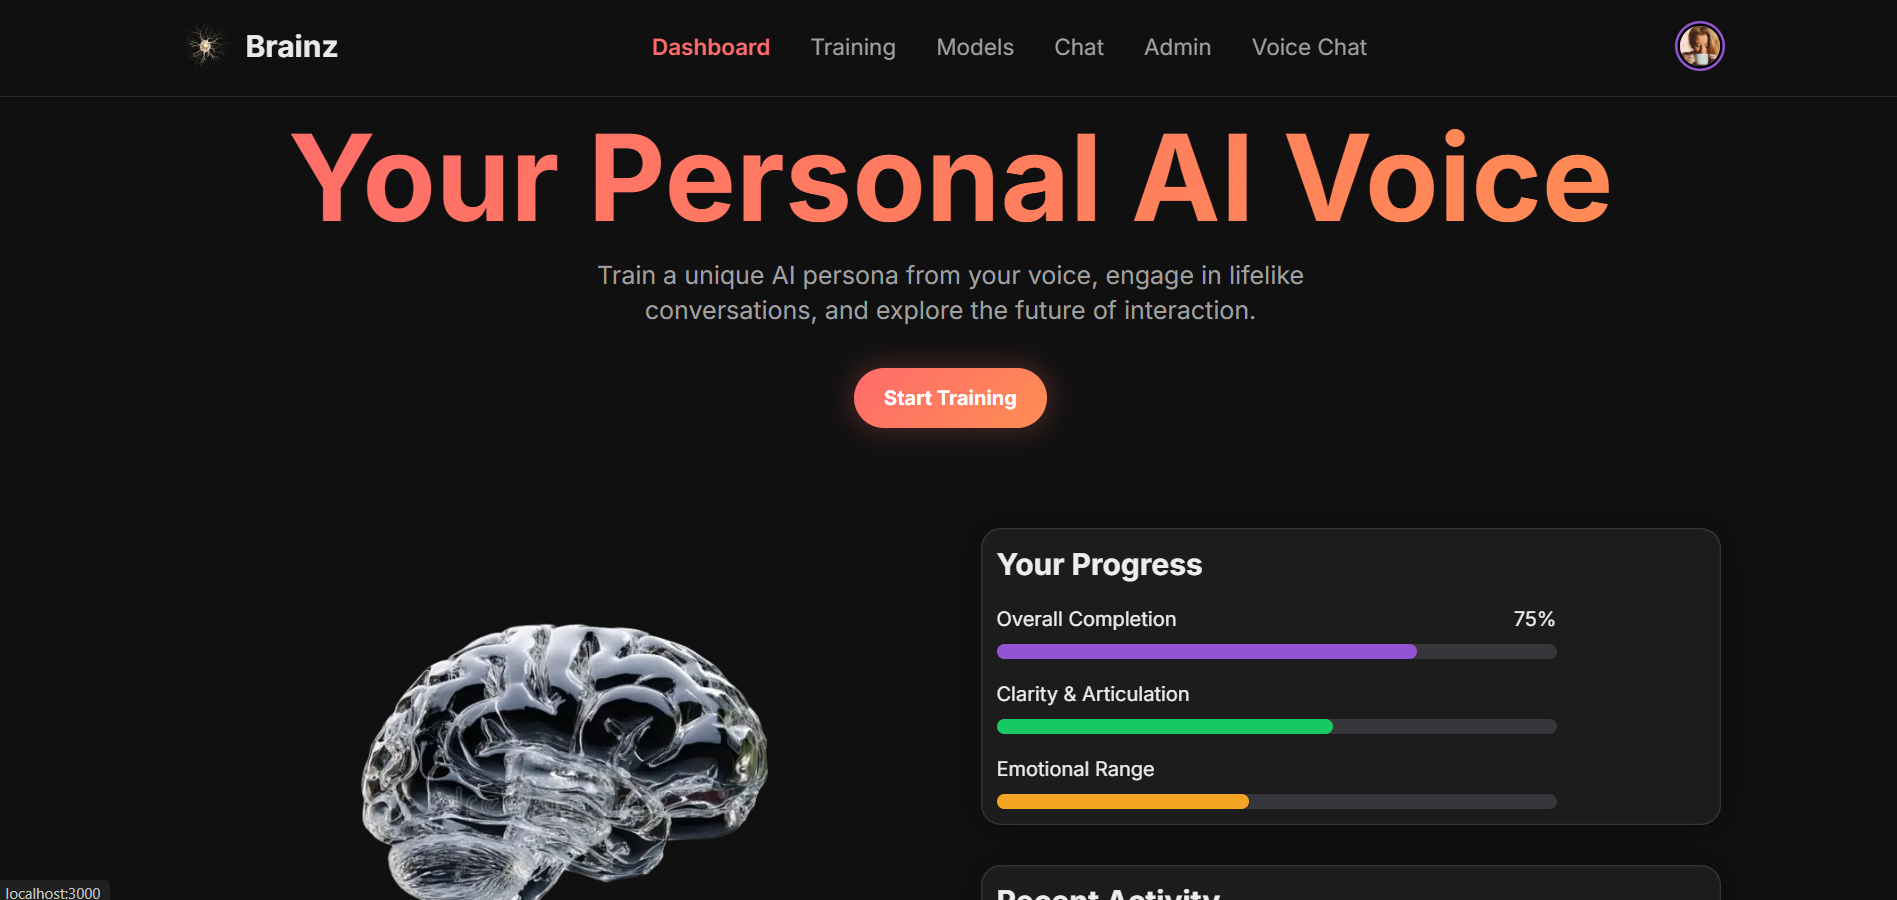 Brainz
Dashboard Training Models Chat Admin Voice Chat
Your Personal AI Voice
Train a unique AI persona from your voice, engage in lifelike
conversations, and explore the future of interaction.
Start Training
Your Progress
Overall Completion 75%
Clarity & Articulation
Emotional Range
Recent Activity
localhost:3000